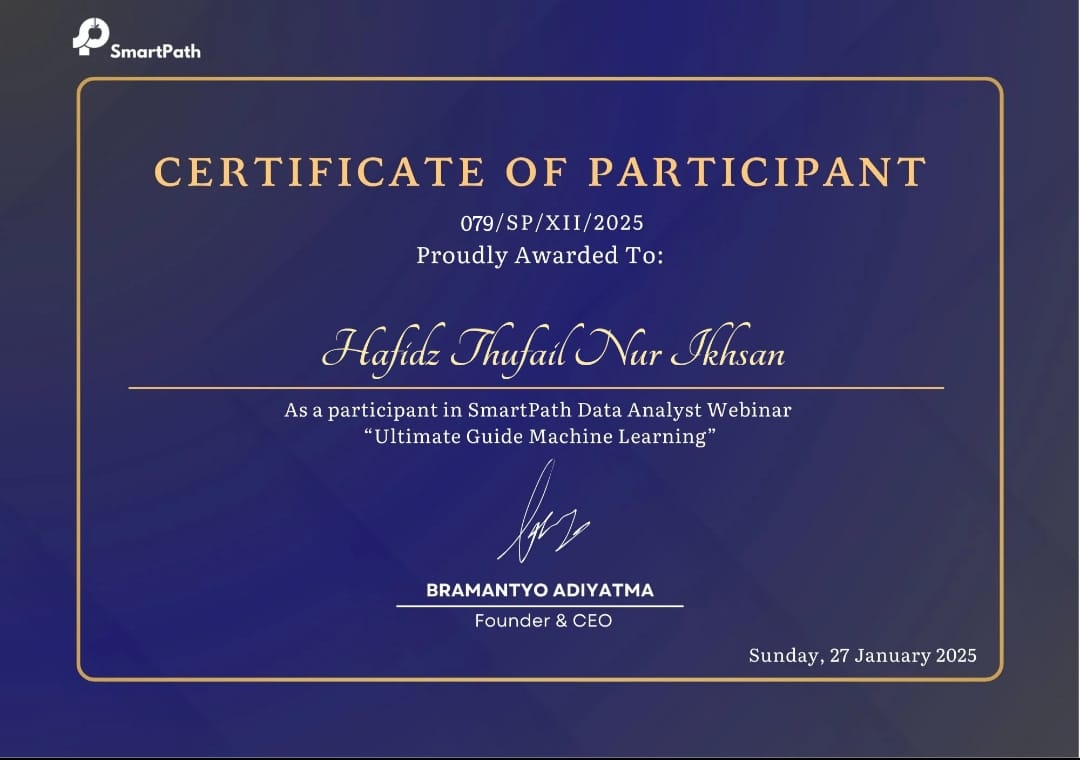 SmartPath
CERTIFICATE OF PARTICIPANT
079/SP/XII/2025
Proudly Awarded To:
Hafidz Thufail Nur Ikhsan
As a participant in SmartPath Data Analyst Webinar
“Ultimate Guide Machine Learning”
BRAMANTYO ADIYATMA
Founder & CEO
Sunday, 27 January 2025